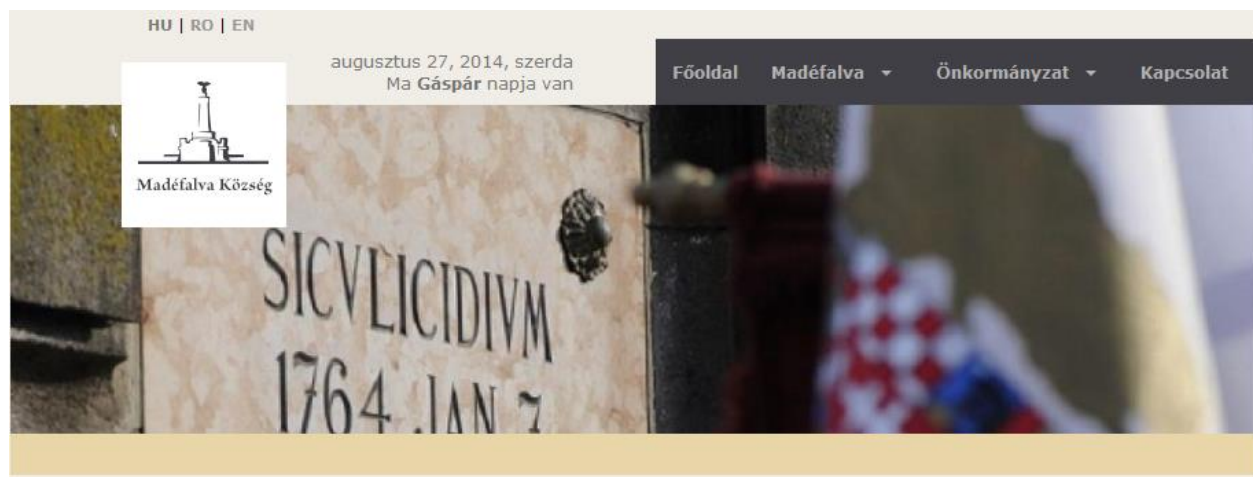 HU | RO | EN
augusztus 27, 2014, szerda
Ma Gáspár napja van
Főoldal Madéfalva Önkormányzat Kapcsolat
Madéfalva Község
SICVLICIDIVM
1764 JAN 7